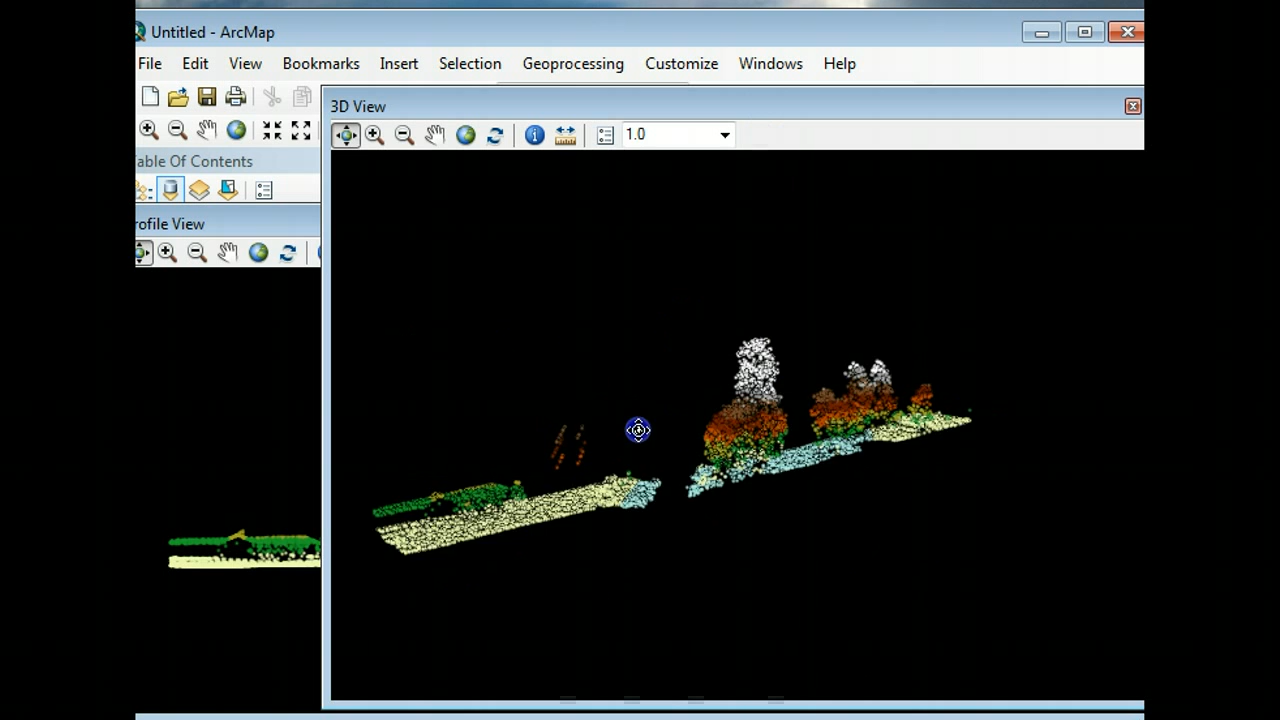 Untitled - ArcMap
File Edit View Bookmarks Insert Selection Geoprocessing Customize Windows Help
3D View
1.0
able Of Contents
rofile View